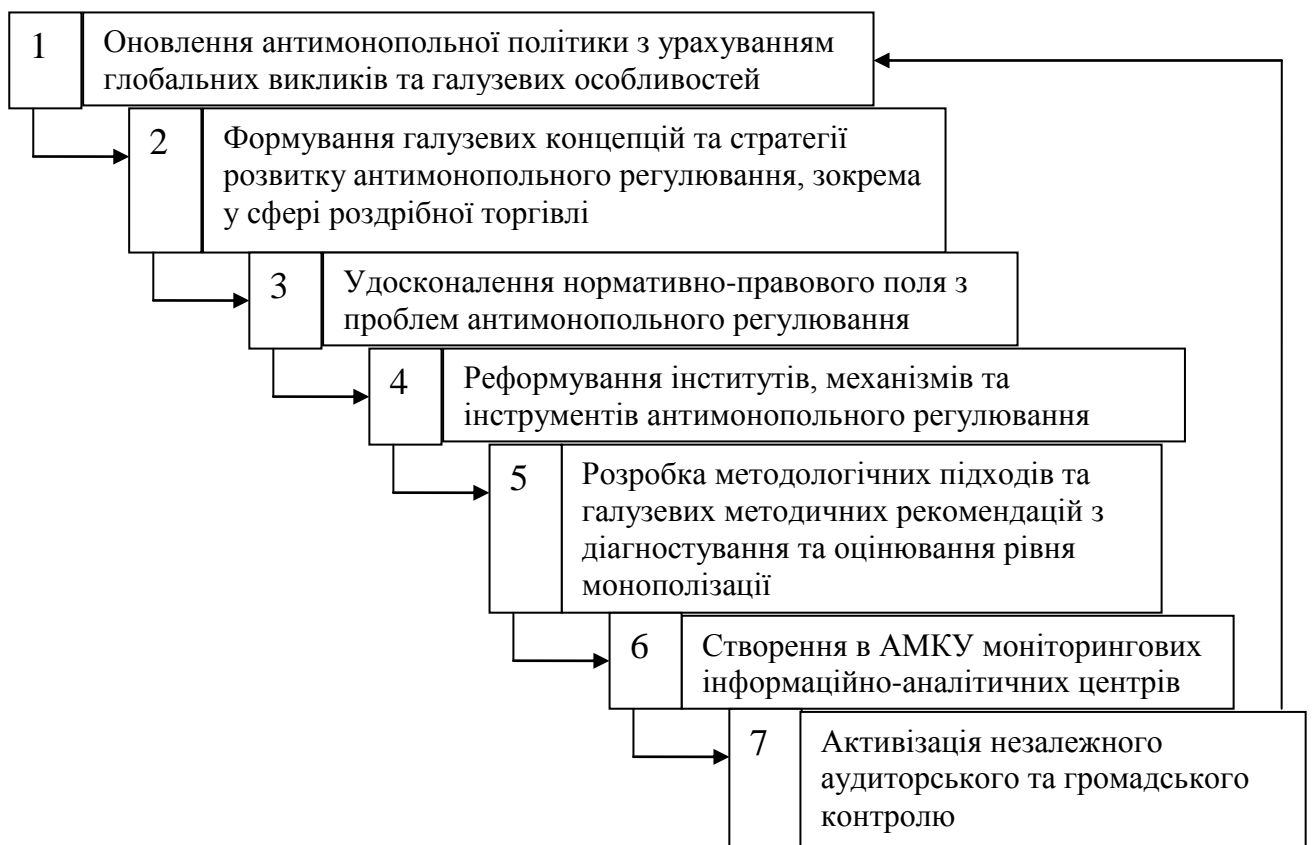 1
Оновлення антимонопольної політики з урахуванням
глобальних викликів та галузевих особливостей
2
Формування галузевих концепцій та стратегії
розвитку антимонопольного регулювання, зокрема
у сфері роздрібної торгівлі
3
Удосконалення нормативно-правового поля з
проблем антимонопольного регулювання
4
Реформування інститутів, механізмів та
інструментів антимонопольного регулювання
5
Розробка методологічних підходів та
галузевих методичних рекомендацій з
діагностування та оцінювання рівня
монополізації
6
Створення в АМКУ моніторингових
інформаційно-аналітичних центрів
7
Активізація незалежного
аудиторського та громадського
контролю